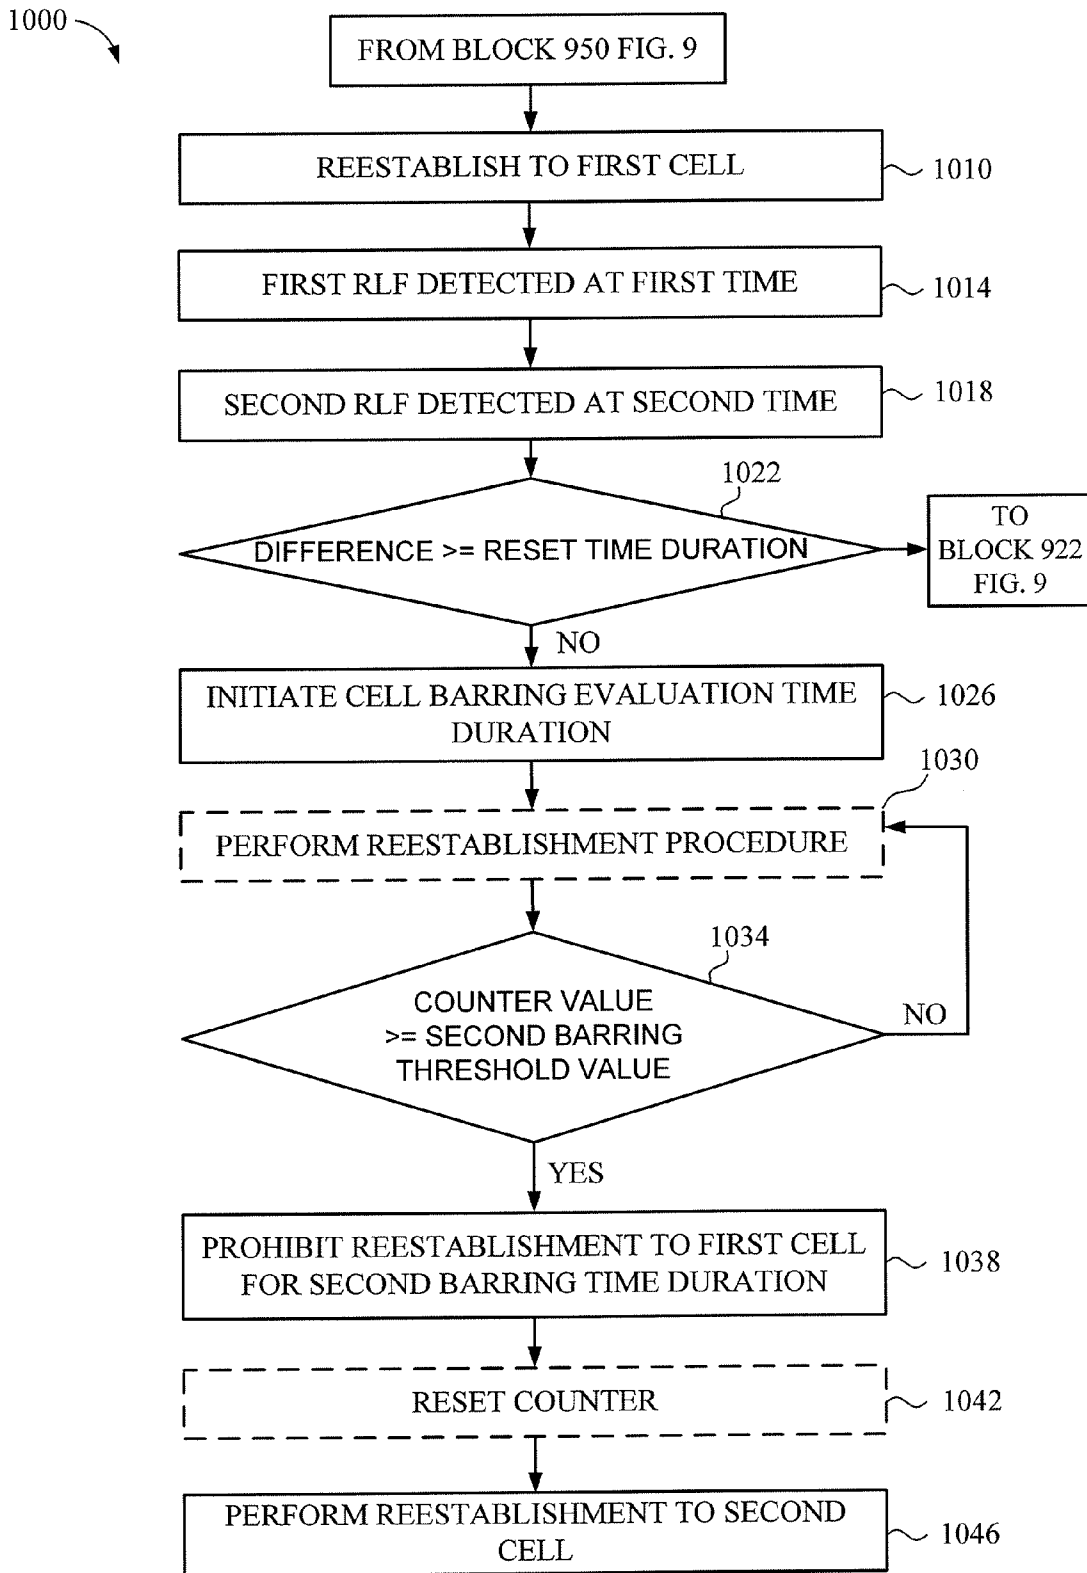 1000
FROM BLOCK 950 FIG. 9
REESTABLISH TO FIRST CELL
1010
FIRST RLF DETECTED AT FIRST TIME
1014
SECOND RLF DETECTED AT SECOND TIME
1018
1022
DIFFERENCE >= RESET TIME DURATION
TO
BLOCK 922
FIG. 9
NO
INITIATE CELL BARRING EVALUATION TIME
DURATION
1026
1030
PERFORM REESTABLISHMENT PROCEDURE
1034
COUNTER VALUE
>= SECOND BARRING
THRESHOLD VALUE
NO
YES
PROHIBIT REESTABLISHMENT TO FIRST CELL
FOR SECOND BARRING TIME DURATION
1038
RESET COUNTER
1042
PERFORM REESTABLISHMENT TO SECOND
CELL
1046